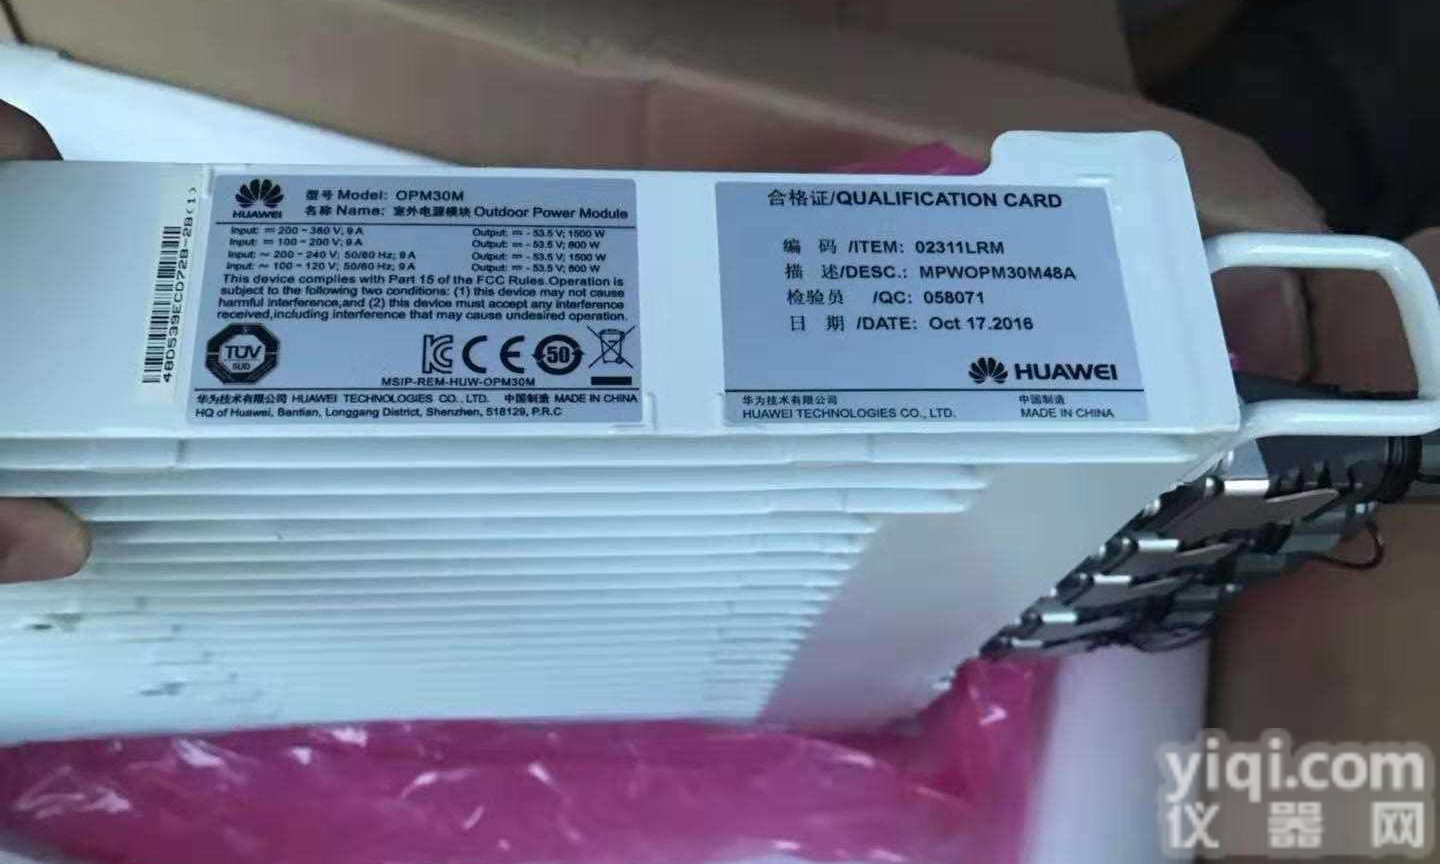 HUAWEI
型号 Model: OPM30M
名称 Name: 室外电源模块 Outdoor Power Module
Input: ⎓ 200 - 380 V; 9 A Output: ⎓ - 53.5 V; 1500 W
Input: ⎓ 100 - 200 V; 9 A Output: ⎓ - 53.5 V; 800 W
Input: ~ 200 - 240 V; 50/60 Hz; 9 A Output: ⎓ - 53.5 V; 1500 W
Input: ~ 100 - 120 V; 50/60 Hz; 9 A Output: ⎓ - 53.5 V; 800 W
This device complies with Part 15 of the FCC Rules.Operation is
subject to the following two conditions: (1) this device may not cause
harmful interference,and (2) this device must accept any interference
received,including interference that may cause undesired operation.
TÜV
SUD
CE
50
MSIP-REM-HUW-OPM30M
华为技术有限公司 HUAWEI TECHNOLOGIES CO., LTD. 中国制造 MADE IN CHINA
HQ of Huawei, Bantian, Longgang District, Shenzhen, 518129, P.R.C
合格证/QUALIFICATION CARD
编 码 /ITEM: 02311LRM
描 述/DESC.: MPWOPM30M48A
检验员 /QC: 058071
日 期 /DATE: Oct 17.2016
HUAWEI
华为技术有限公司 中国制造
HUAWEI TECHNOLOGIES CO., LTD. MADE IN CHINA
yiqi.com
仪器网